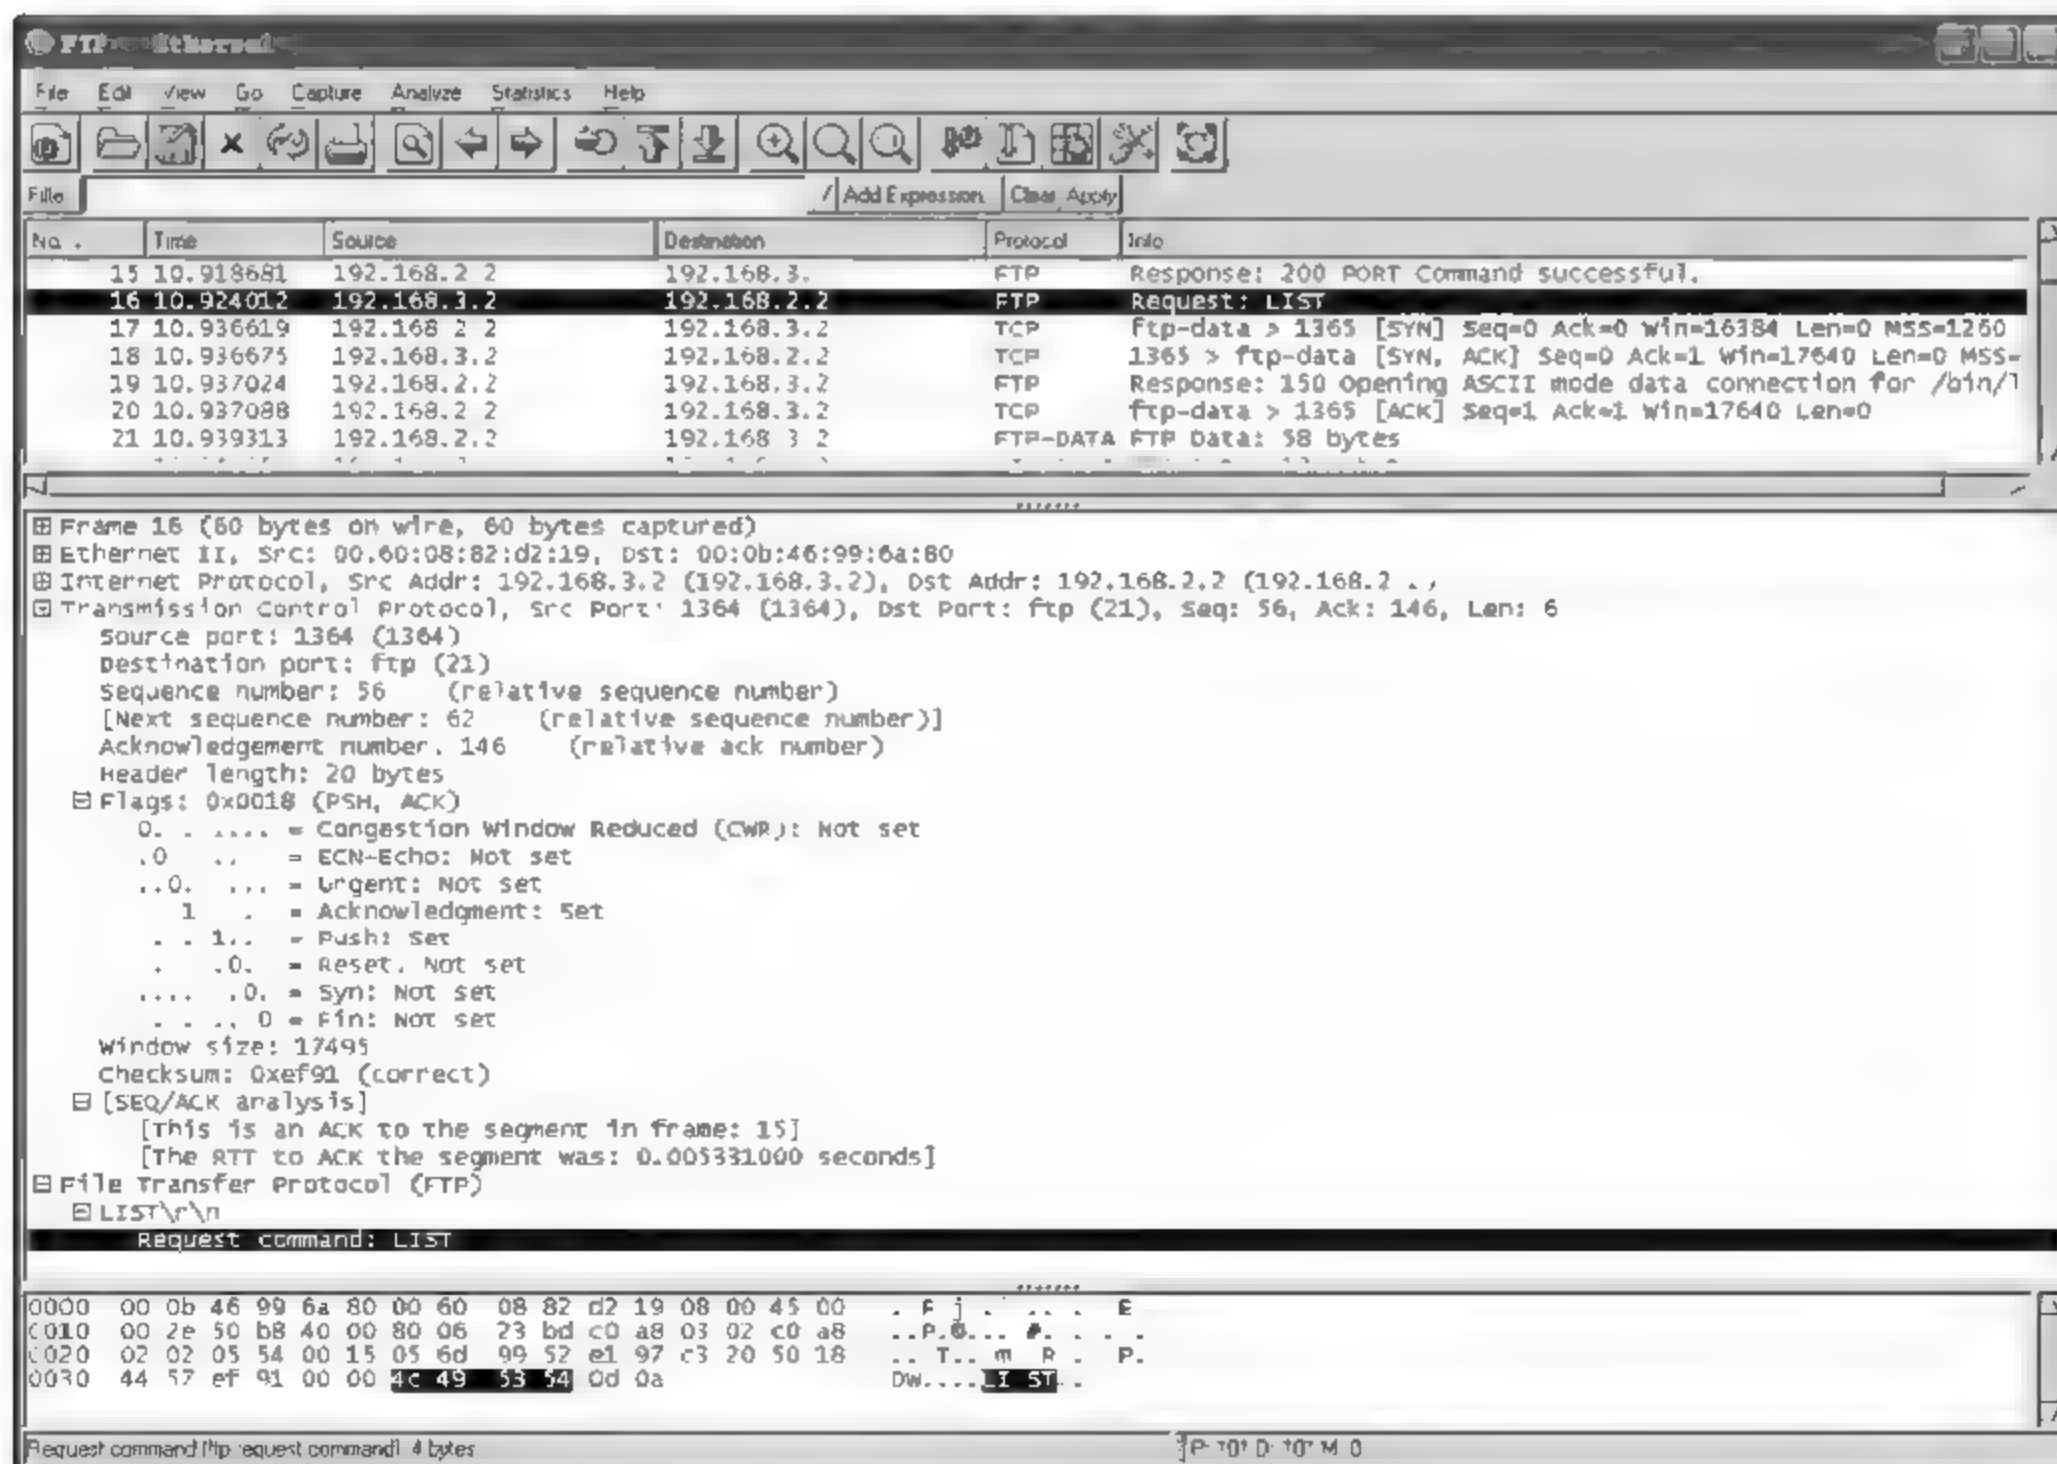 FTP Ethereal
File Edit View Go Capture Analyze Statistics Help
Filte / Add Expression. Clear Apply
No . Time Source Destination Protocol Info
15 10.918681 192.168.2 2 192.168.3. FTP Response: 200 PORT Command successful.
16 10.924012 192.168.3.2 192.168.2.2 FTP Request: LIST
17 10.936619 192.168 2 2 192.168.3.2 TCP ftp-data > 1365 [SYN] Seq=0 Ack=0 Win=16384 Len=0 MSS=1260
18 10.936675 192.168.3.2 192.168.2.2 TCP 1365 > ftp-data [SYN, ACK] Seq=0 Ack=1 Win=17640 Len=0 MSS=
19 10.937024 192.168.2.2 192.168.3.2 FTP Response: 150 Opening ASCII mode data connection for /bin/l
20 10.937088 192.168.2 2 192.168.3.2 TCP ftp-data > 1365 [ACK] Seq=1 Ack=1 Win=17640 Len=0
21 10.939313 192.168.2.2 192.168 3 2 FTP-DATA FTP Data: 58 bytes
Frame 16 (60 bytes on wire, 60 bytes captured)
Ethernet II, Src: 00.60:08:82:d2:19, Dst: 00:0b:46:99:6a:80
Internet Protocol, Src Addr: 192.168.3.2 (192.168.3.2), Dst Addr: 192.168.2.2 (192.168.2 .,
Transmission Control Protocol, Src Port: 1364 (1364), Dst Port: ftp (21), Seq: 56, Ack: 146, Len: 6
Source port: 1364 (1364)
Destination port: ftp (21)
Sequence number: 56 (relative sequence number)
[Next sequence number: 62 (relative sequence number)]
Acknowledgement number. 146 (relative ack number)
Header length: 20 bytes
Flags: 0x0018 (PSH, ACK)
0. . .... = Congestion Window Reduced (CWR): Not set
.0 .. = ECN-Echo: Not set
..0. ... = Urgent: Not set
1 . = Acknowledgment: Set
. . 1.. = Push: Set
. .0. = Reset. Not set
.... .0. = Syn: Not set
. . .. 0 = Fin: Not set
Window size: 17495
Checksum: 0xef91 (correct)
[SEQ/ACK analysis]
[This is an ACK to the segment in frame: 15]
[The RTT to ACK the segment was: 0.005331000 seconds]
File Transfer Protocol (FTP)
LIST\r\n
Request command: LIST
0000 00 0b 46 99 6a 80 00 60 08 82 d2 19 08 00 45 00 . F j . .. . E
0010 00 2e 50 b8 40 00 80 06 23 bd c0 a8 03 02 c0 a8 ..P.@... #. . . .
0020 02 02 05 54 00 15 05 6d 99 52 e1 97 c3 20 50 18 .. T.. m R . P.
0030 44 57 ef 91 00 00 4c 49 53 54 0d 0a DW....LI ST..
Request command (ftp request command) 4 bytes P: 101 D: 101 M: 0